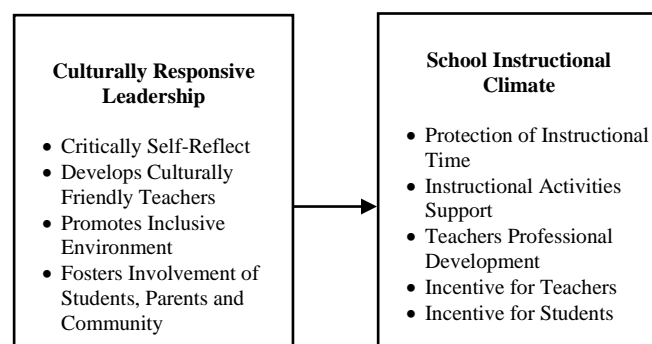 Culturally Responsive
Leadership
• Critically Self-Reflect
• Develops Culturally
Friendly Teachers
• Promotes Inclusive
Environment
• Fosters Involvement of
Students, Parents and
Community
School Instructional
Climate
• Protection of Instructional
Time
• Instructional Activities
Support
• Teachers Professional
Development
• Incentive for Teachers
• Incentive for Students